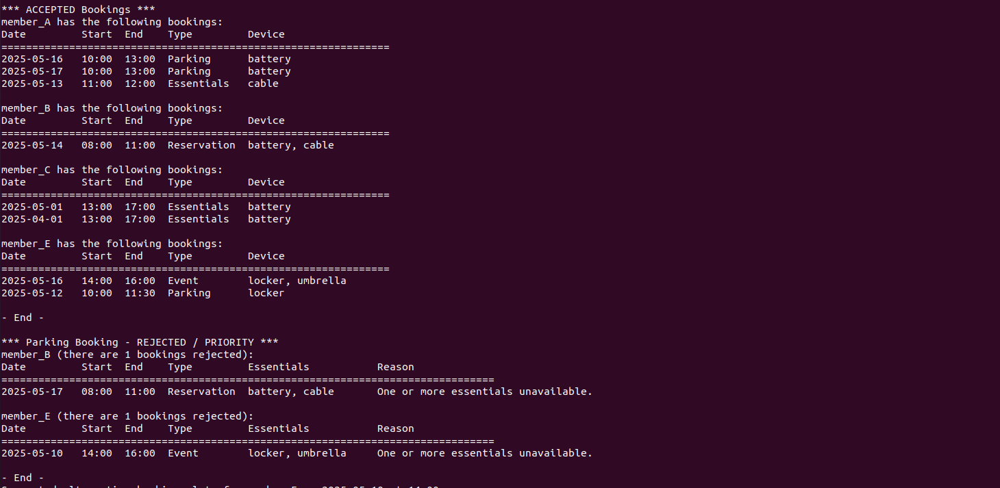 *** ACCEPTED Bookings ***
member_A has the following bookings:
Date         Start  End    Type         Device
===============================================================
2025-05-16   10:00  13:00  Parking      battery
2025-05-17   10:00  13:00  Parking      battery
2025-05-13   11:00  12:00  Essentials   cable

member_B has the following bookings:
Date         Start  End    Type         Device
===============================================================
2025-05-14   08:00  11:00  Reservation  battery, cable

member_C has the following bookings:
Date         Start  End    Type         Device
===============================================================
2025-05-01   13:00  17:00  Essentials   battery
2025-04-01   13:00  17:00  Essentials   battery

member_E has the following bookings:
Date         Start  End    Type         Device
===============================================================
2025-05-16   14:00  16:00  Event        locker, umbrella
2025-05-12   10:00  11:30  Parking      locker

- End -

*** Parking Booking - REJECTED / PRIORITY ***
member_B (there are 1 bookings rejected):
Date         Start  End    Type         Essentials           Reason
================================================================================
2025-05-17   08:00  11:00  Reservation  battery, cable       One or more essentials unavailable.

member_E (there are 1 bookings rejected):
Date         Start  End    Type         Essentials           Reason
================================================================================
2025-05-10   14:00  16:00  Event        locker, umbrella     One or more essentials unavailable.

- End -